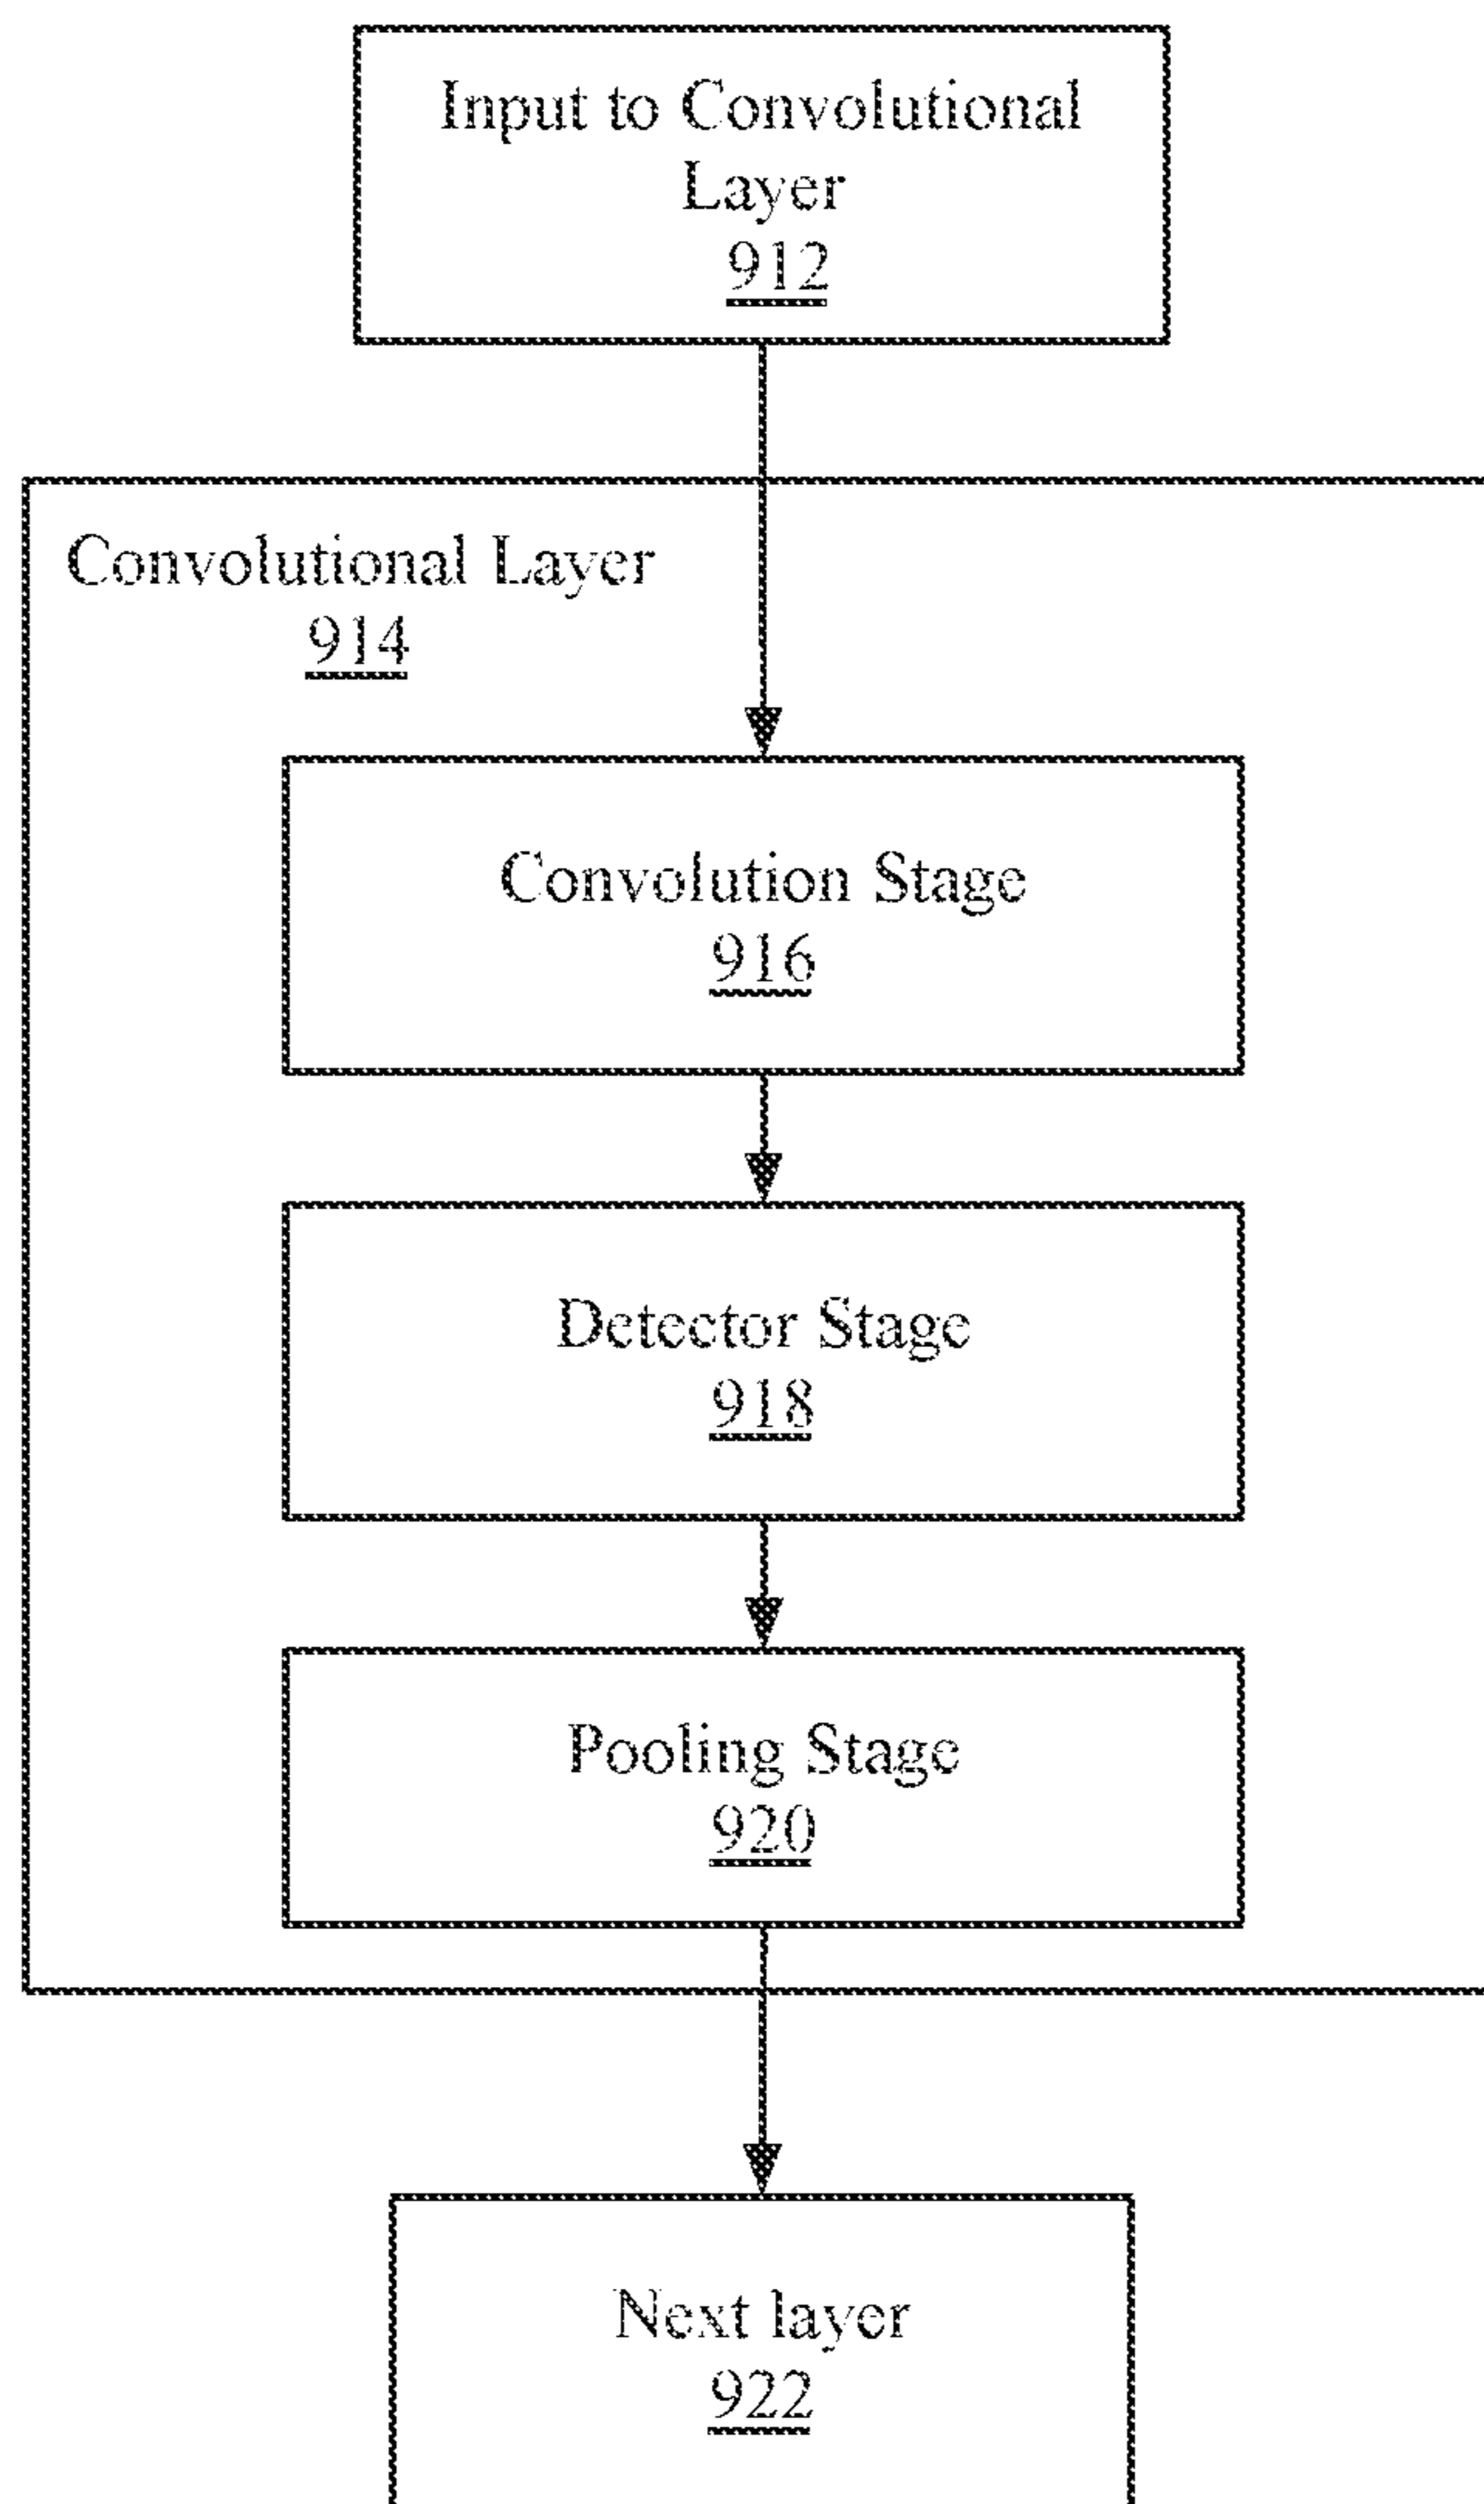 Input to Convolutional
Layer
912
Convolutional Layer
914
Convolution Stage
916
Detector Stage
918
Pooling Stage
920
Next layer
922